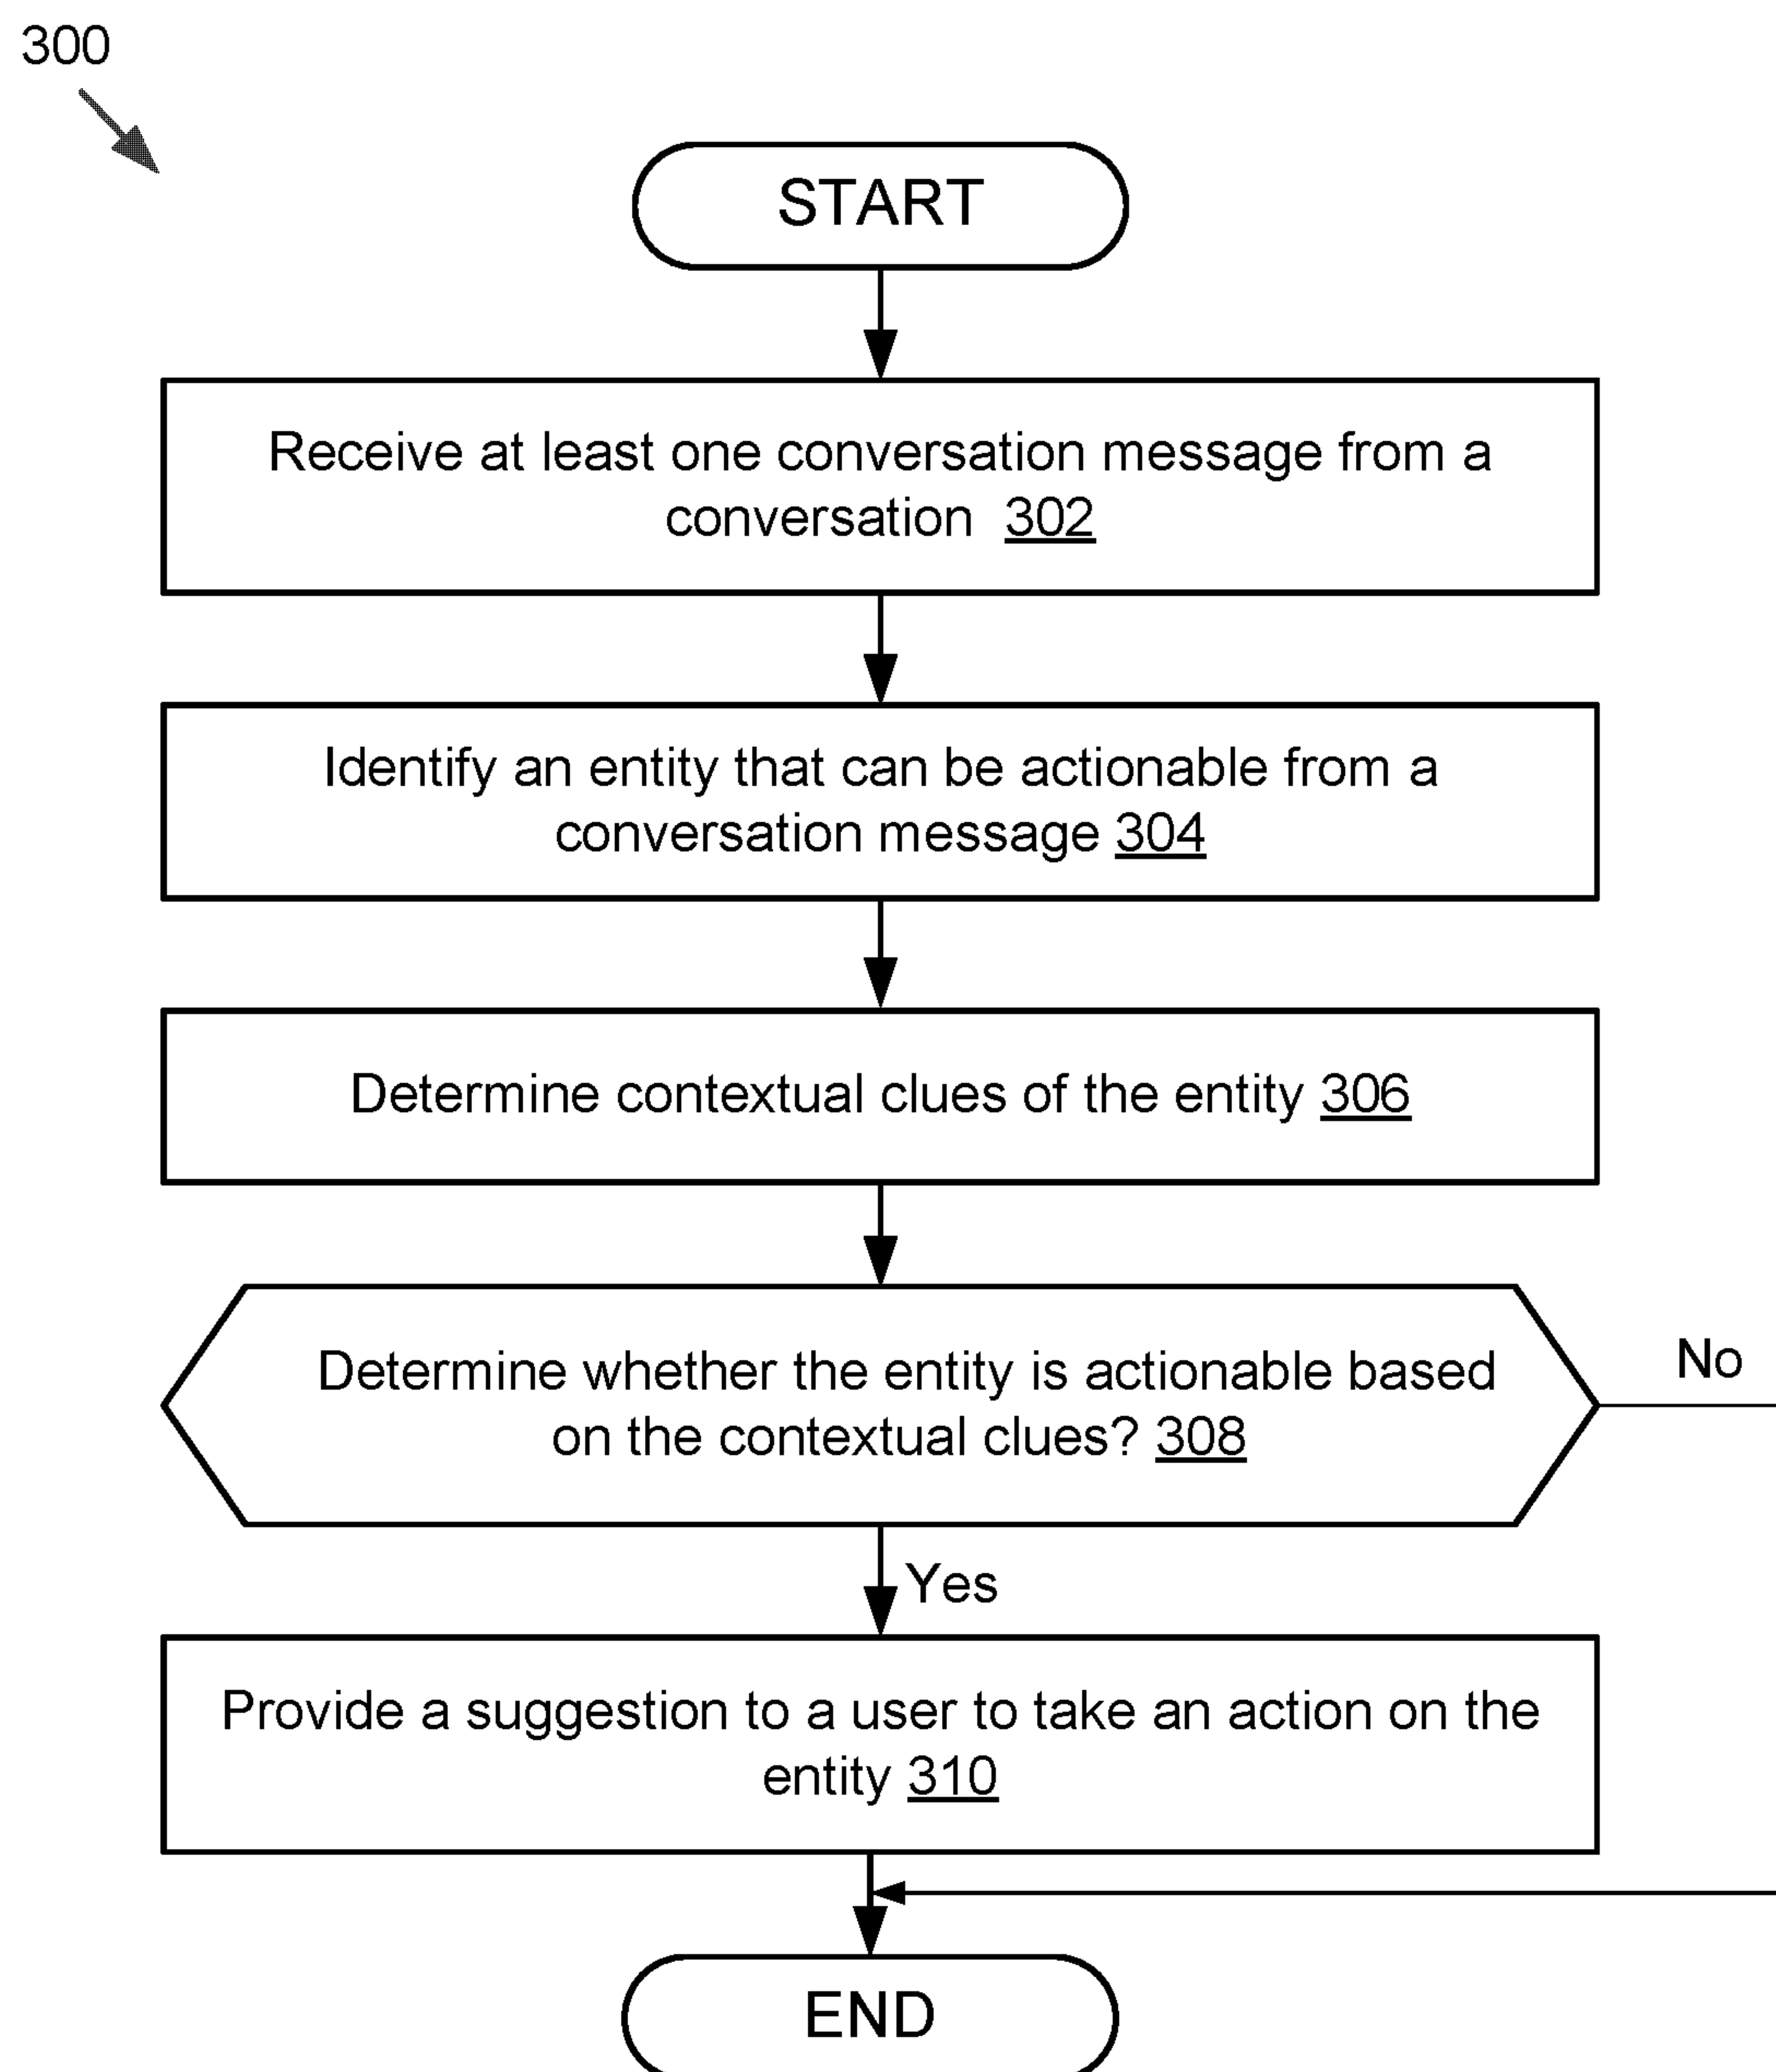 300
START
Receive at least one conversation message from a
conversation 302
Identify an entity that can be actionable from a
conversation message 304
Determine contextual clues of the entity 306
Determine whether the entity is actionable based
on the contextual clues? 308
No
Yes
Provide a suggestion to a user to take an action on the
entity 310
END